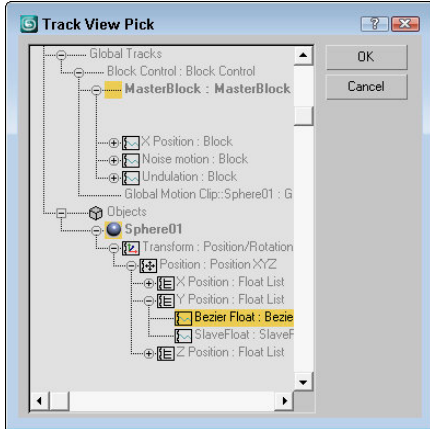 Track View Pick
OK
Cancel
Global Tracks
Block Control : Block Control
MasterBlock : MasterBlock
X Position : Block
Noise motion : Block
Undulation : Block
Global Motion Clip::Sphere01 : G
Objects
Sphere01
Transform : Position/Rotation
Position : Position XYZ
X Position : Float List
Y Position : Float List
Bezier Float : Bezie
SlaveFloat : SlaveF
Z Position : Float List